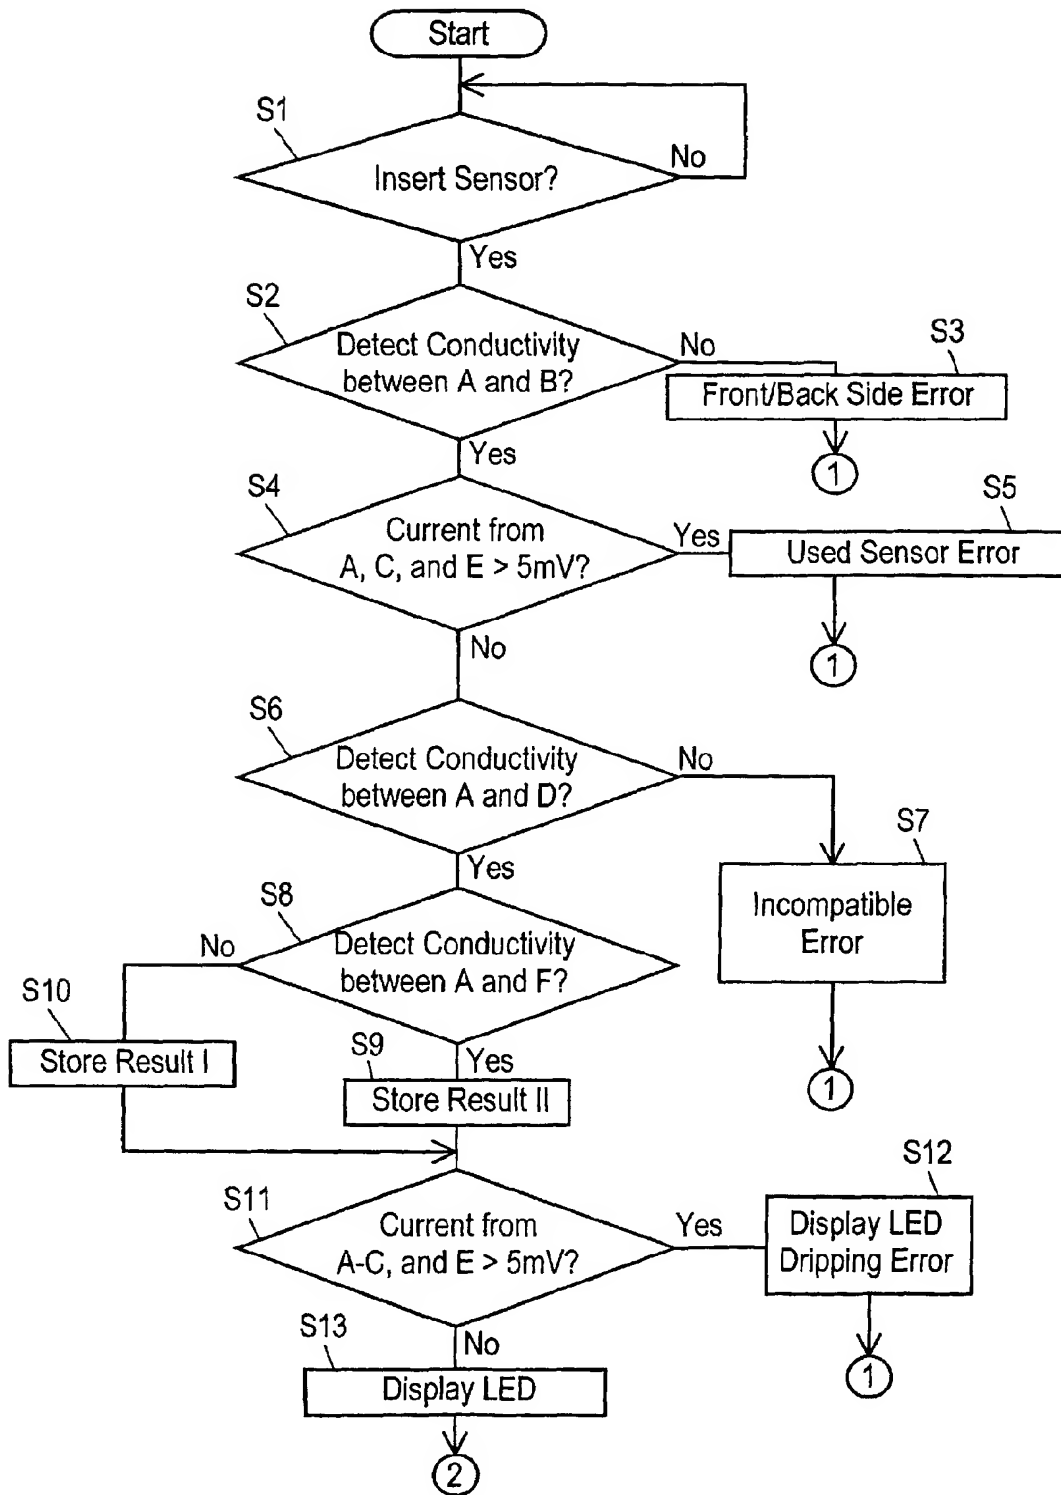 Start
S1
Insert Sensor?
No
Yes
S2
Detect Conductivity
between A and B?
No
S3
Front/Back Side Error
1
Yes
S4
Current from
A, C, and E > 5mV?
Yes
S5
Used Sensor Error
1
No
S6
Detect Conductivity
between A and D?
No
S7
Incompatible
Error
1
Yes
S8
Detect Conductivity
between A and F?
No
S10
Store Result I
Yes
S9
Store Result II
S11
Current from
A-C, and E > 5mV?
Yes
S12
Display LED
Dripping Error
1
No
S13
Display LED
2